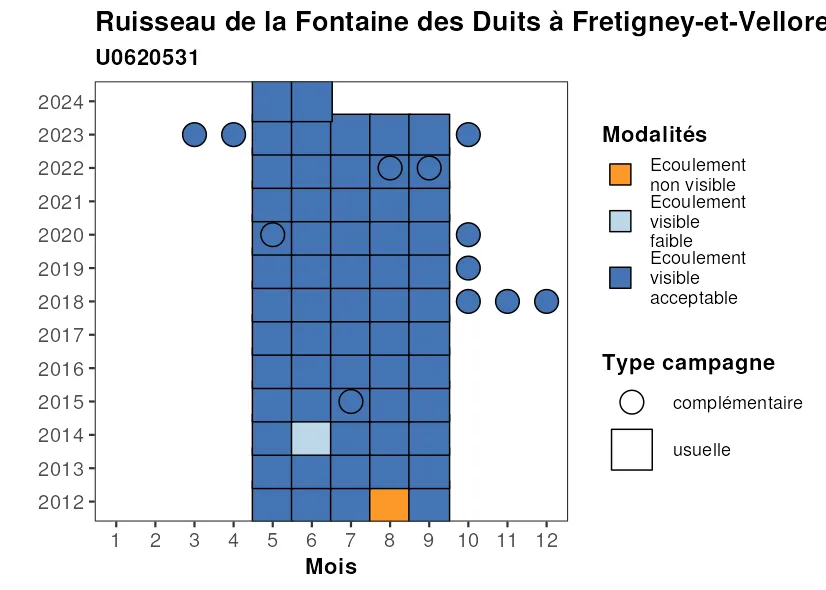 Ruisseau de la Fontaine des Duits à Fretigney-et-Vellore
U0620531
2024
2023
2022
2021
2020
2019
2018
2017
2016
2015
2014
2013
2012
1 2 3 4 5 6 7 8 9 10 11 12
Mois
Modalités
Ecoulement
non visible
Ecoulement
visible
faible
Ecoulement
visible
acceptable
Type campagne
complémentaire
usuelle